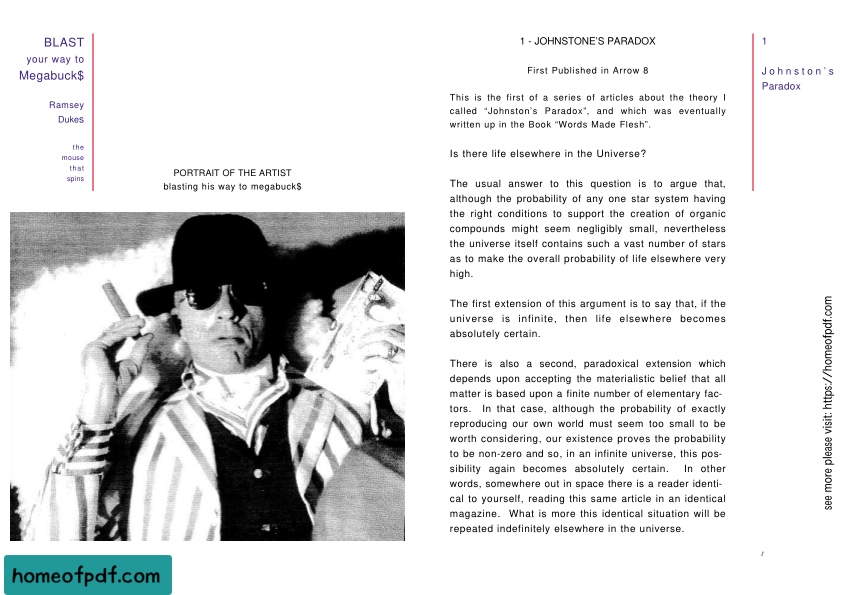 BLAST
your way to
Megabuck$
Ramsey
Dukes
the
mouse
that
spins
PORTRAIT OF THE ARTIST
blasting his way to megabuck$
homeofpdf.com
1 - JOHNSTONE'S PARADOX
First Published in Arrow 8
This is the first of a series of articles about the theory I
called “Johnston's Paradox”, and which was eventually
written up in the Book “Words Made Flesh”.
Is there life elsewhere in the Universe?
The usual answer to this question is to argue that,
although the probability of any one star system having
the right conditions to support the creation of organic
compounds might seem negligibly small, nevertheless
the universe itself contains such a vast number of stars
as to make the overall probability of life elsewhere very
high.
The first extension of this argument is to say that, if the
universe is infinite, then life elsewhere becomes
absolutely certain.
There is also a second, paradoxical extension which
depends upon accepting the materialistic belief that all
matter is based upon a finite number of elementary fac-
tors. In that case, although the probability of exactly
reproducing our own world must seem too small to be
worth considering, our existence proves the probability
to be non-zero and so, in an infinite universe, this pos-
sibility again becomes absolutely certain. In other
words, somewhere out in space there is a reader identi-
cal to yourself, reading this same article in an identical
magazine. What is more this identical situation will be
repeated indefinitely elsewhere in the universe.
1
Johnston's
Paradox
see more please visit: https://homeofpdf.com